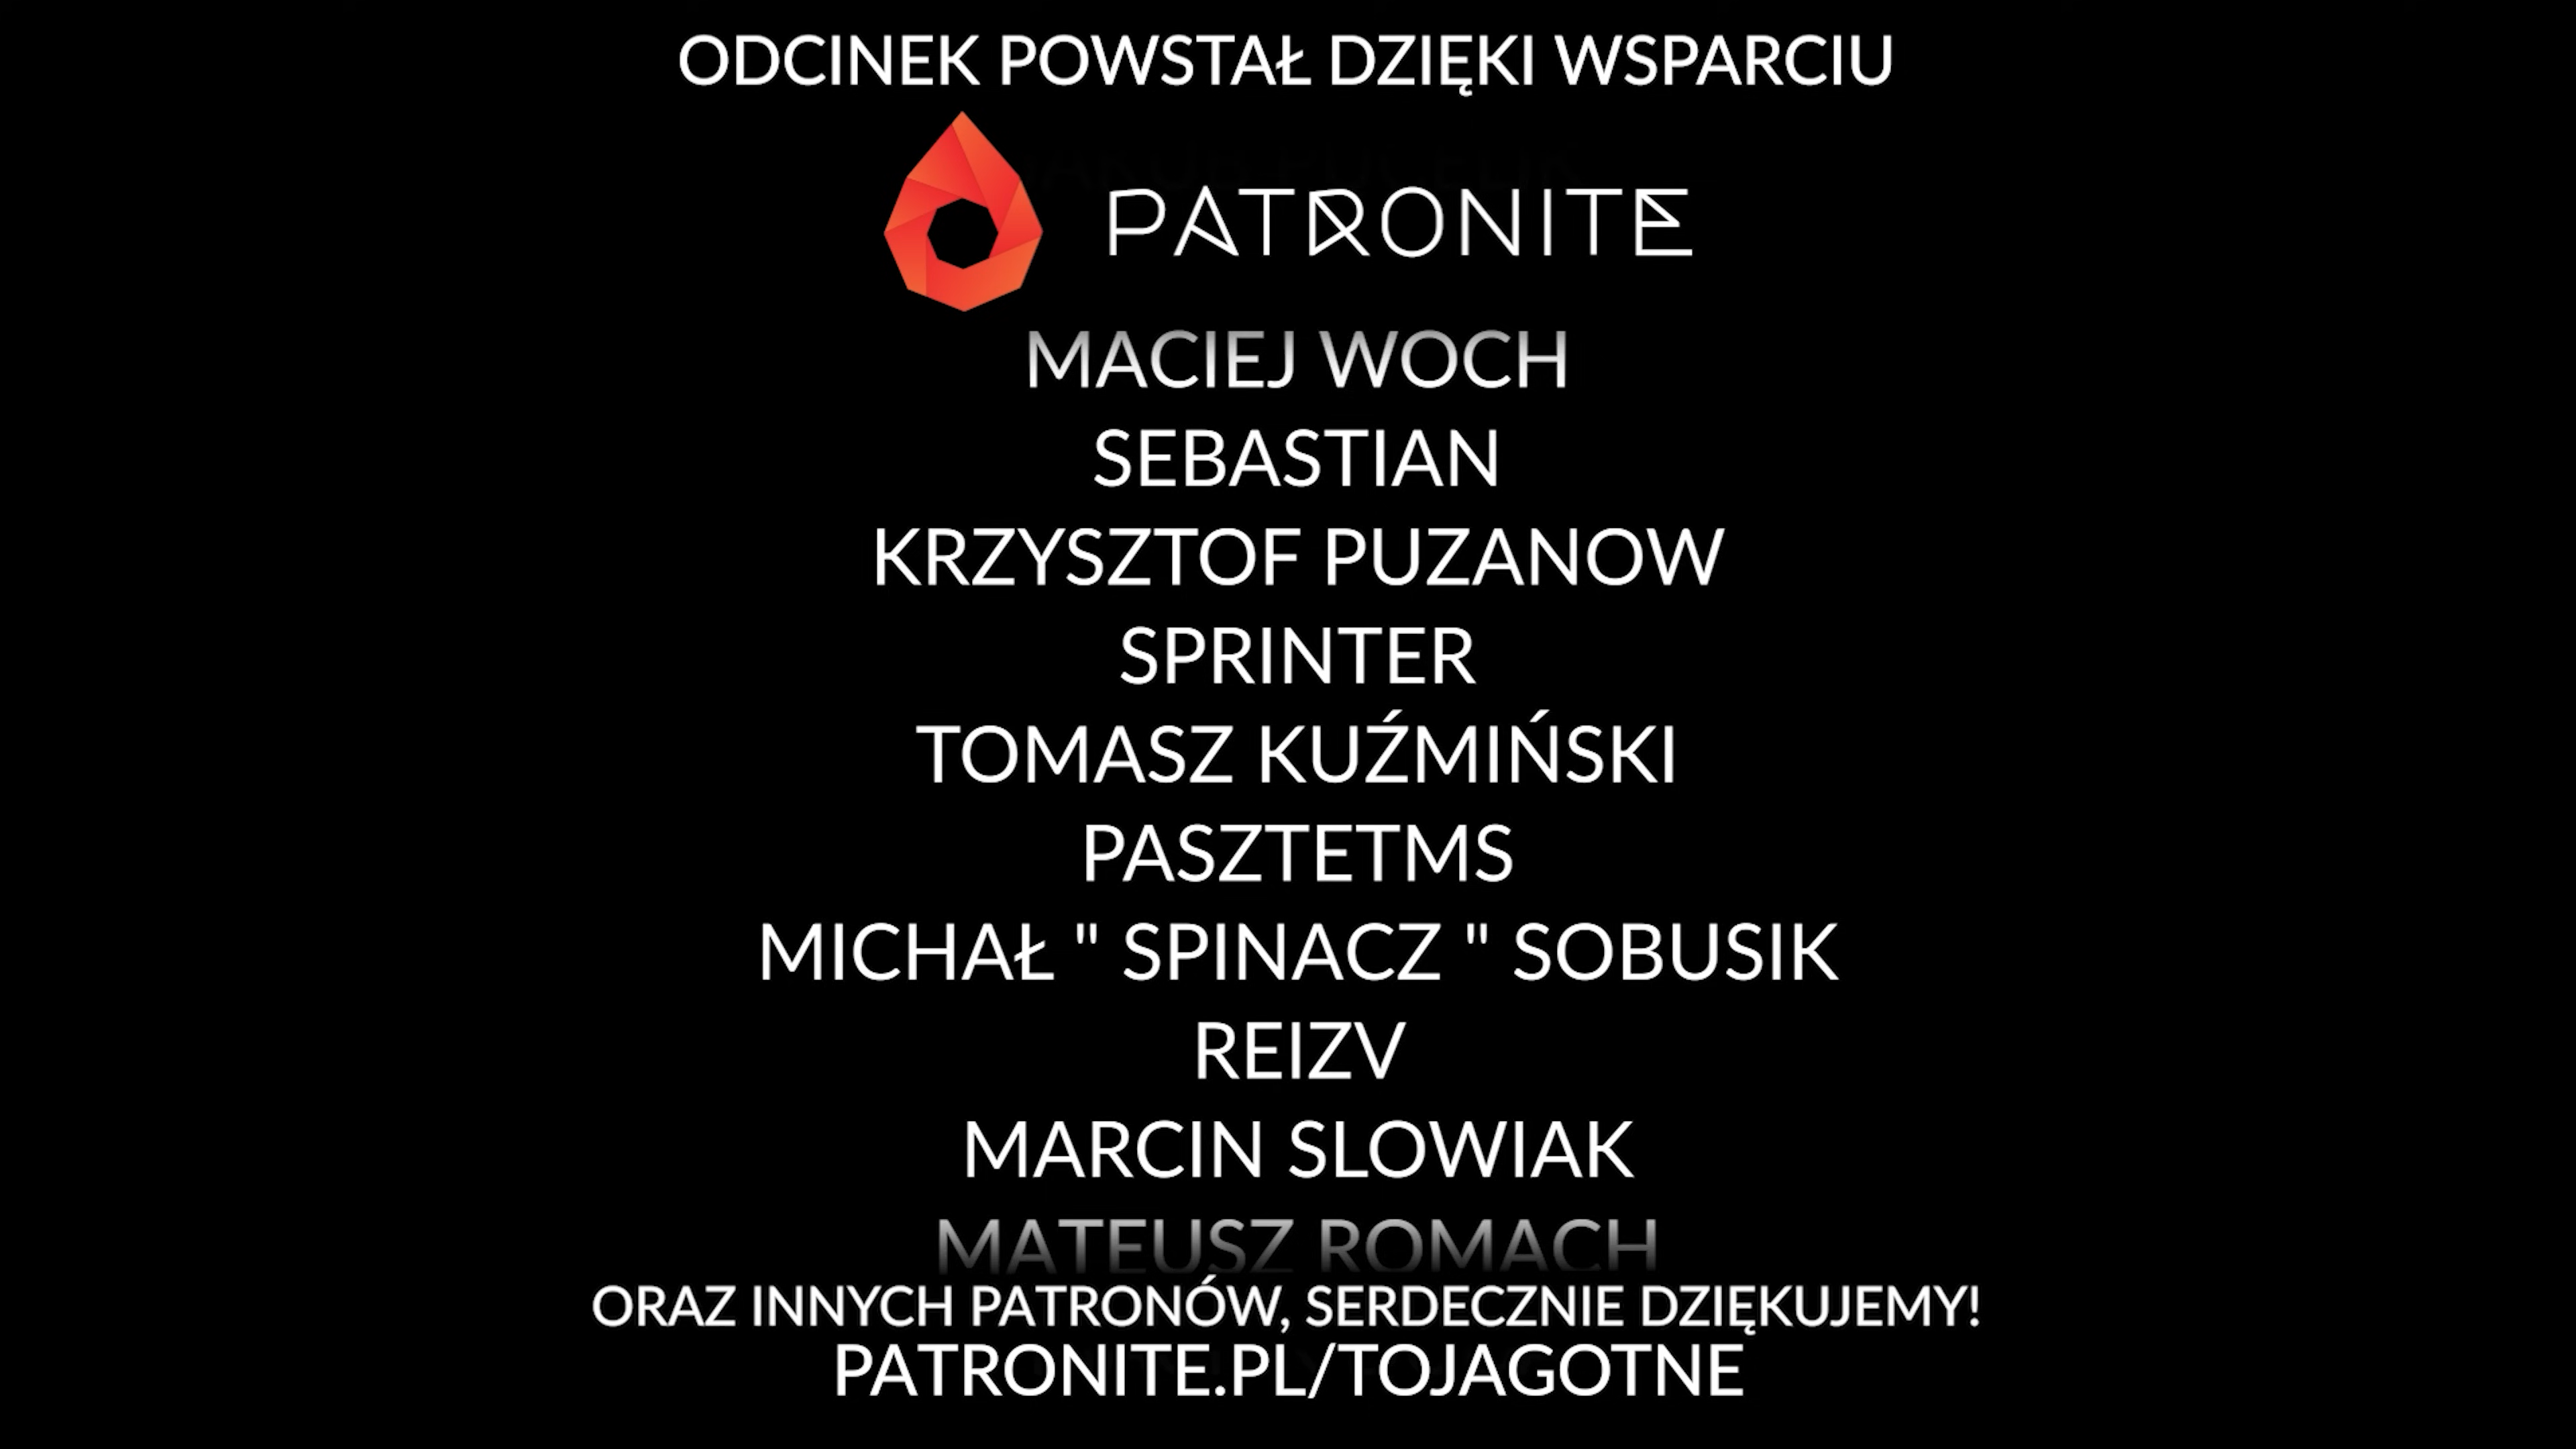 ODCINEK POWSTAŁ DZIĘKI WSPARCIU
PATRONITE
MACIEJ WOCH
SEBASTIAN
KRZYSZTOF PUZANOW
SPRINTER
TOMASZ KUŹMIŃSKI
PASZTETMS
MICHAŁ " SPINACZ " SOBUSIK
REIZV
MARCIN SLOWIAK
MATEUSZ ROMACH
ORAZ INNYCH PATRONÓW, SERDECZNIE DZIĘKUJEMY!
PATRONITE.PL/TOJAGOTNE